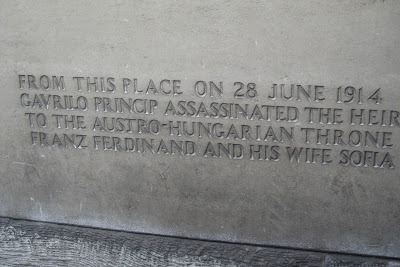 FROM THIS PLACE ON 28 JUNE 1914
GAVRILO PRINCIP ASSASSINATED THE HEIR
TO THE AUSTRO-HUNGARIAN THRONE
FRANZ FERDINAND AND HIS WIFE SOFIA